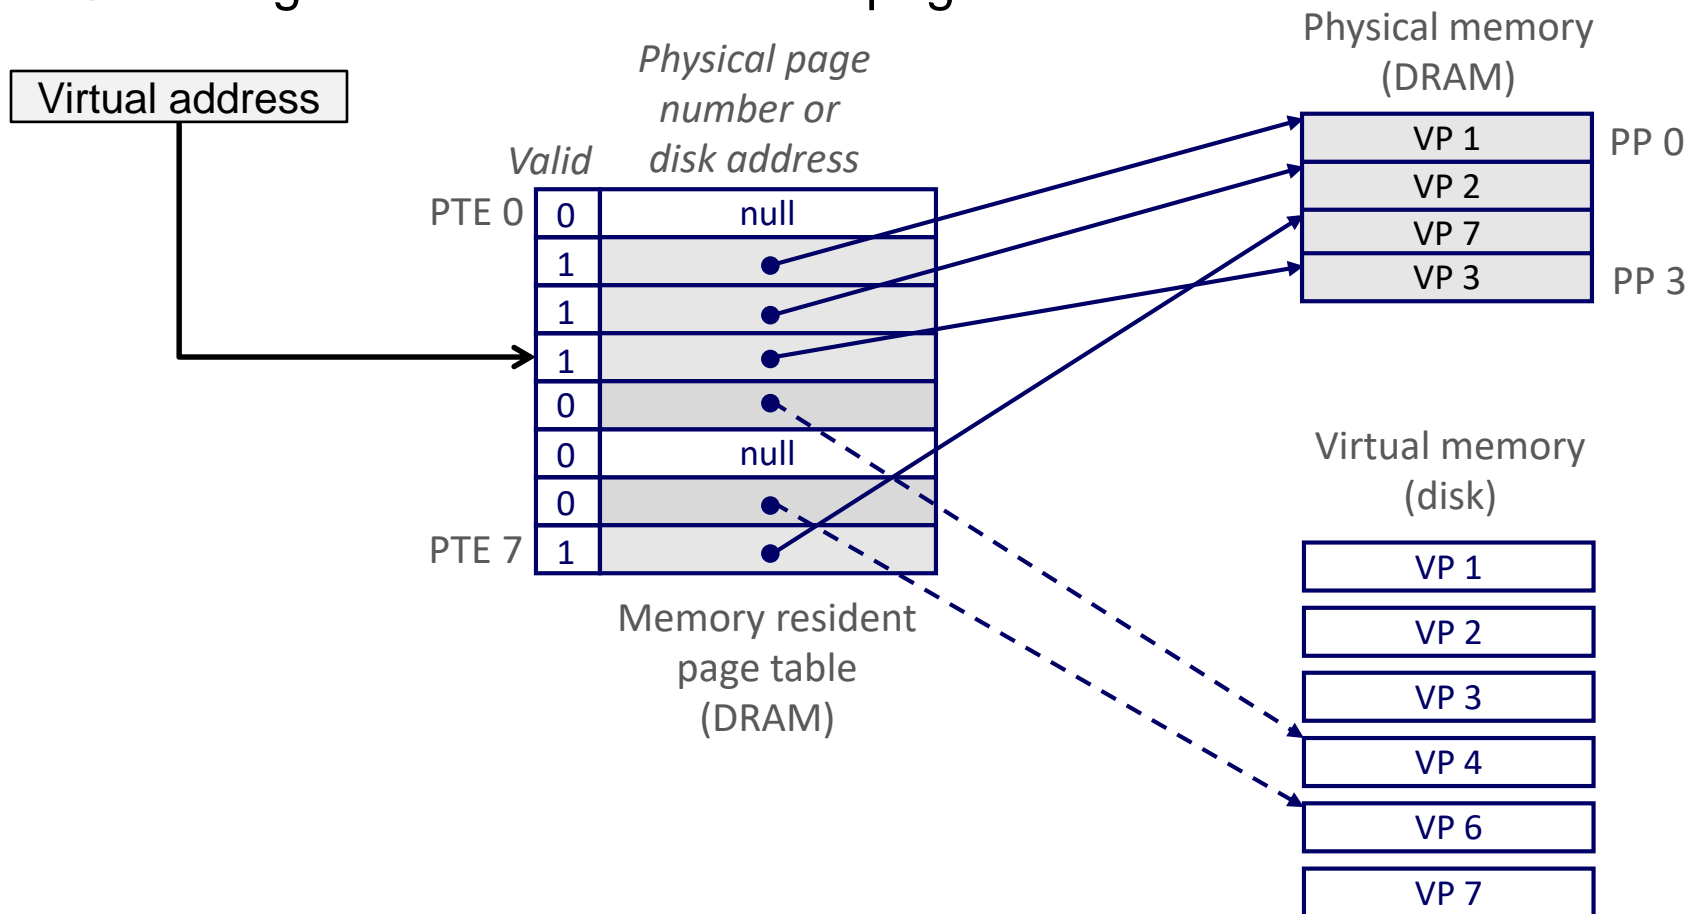 Virtual address
Physical page
number or
disk address
Valid
PTE 0
0
null
1
1
1
0
0
null
0
PTE 7
1
Memory resident
page table
(DRAM)
Physical memory
(DRAM)
VP 1
PP 0
VP 2
VP 7
VP 3
PP 3
Virtual memory
(disk)
VP 1
VP 2
VP 3
VP 4
VP 6
VP 7